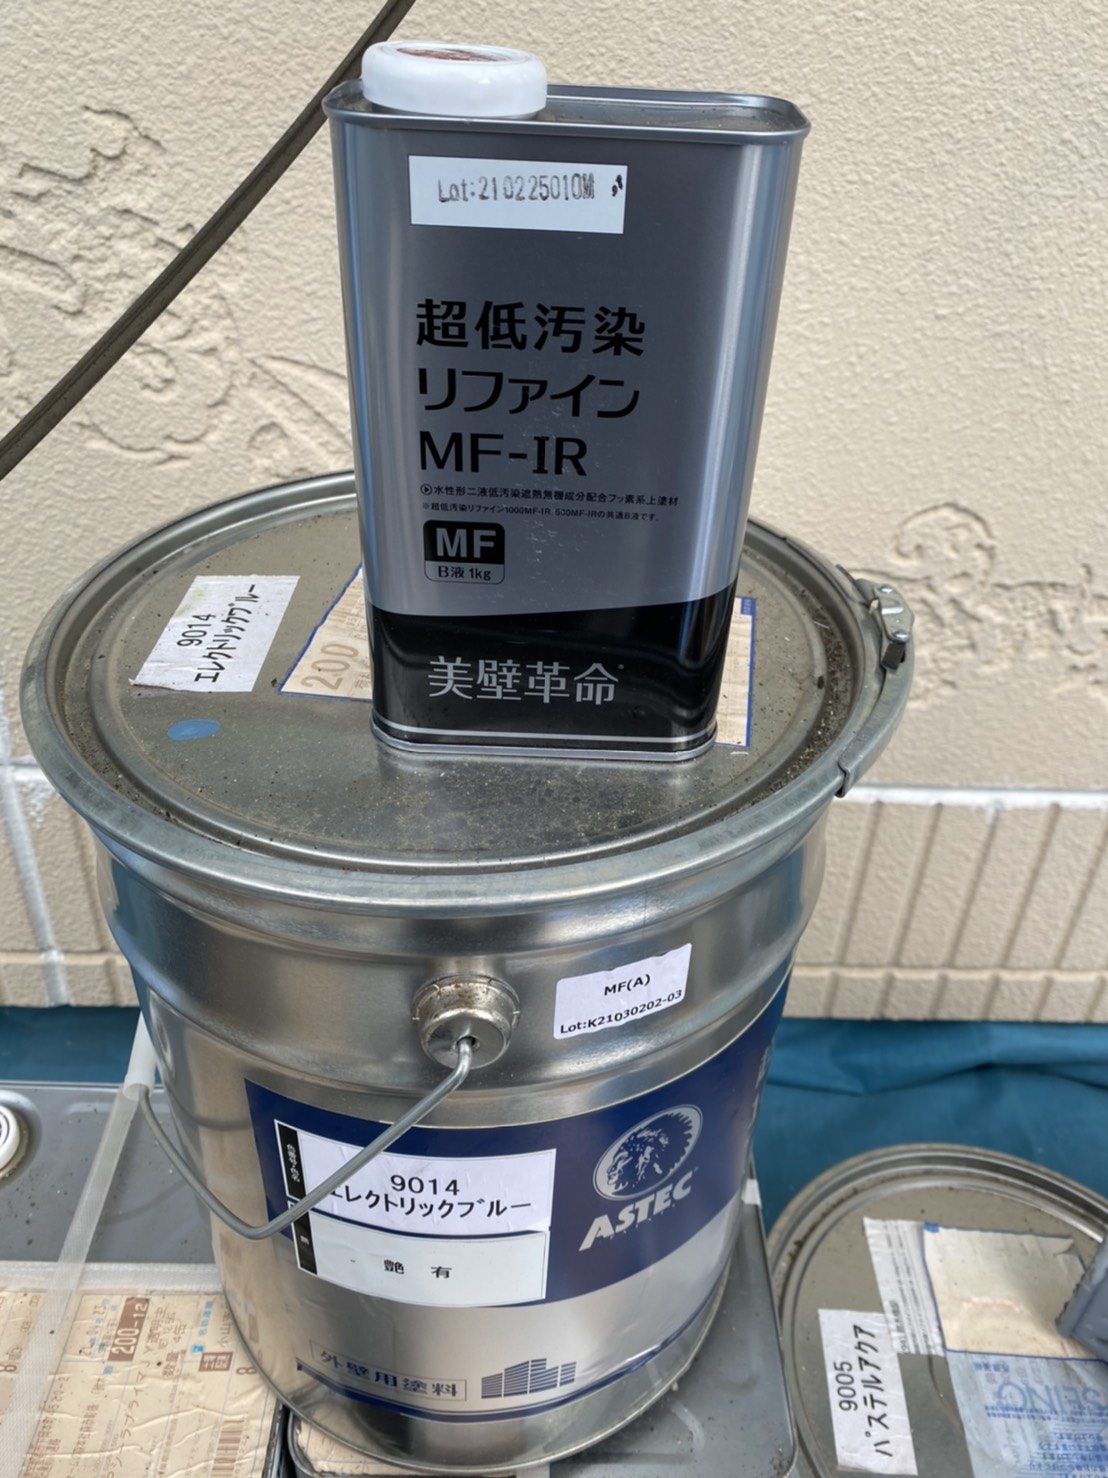 Lot:210225010M
超低汚染
リファイン
MF-IR
水性形二液低汚染遮熱無機成分配合フッ素系上塗材
※超低汚染リファイン1000MF-IR、500MF-IRの共通B液です。
MF
B液 1kg
美壁革命
9014
エレクトリックブルー
200
MF(A)
Lot:K21030202-03
ASTEC
9014
エレクトリックブルー
艶 有
外壁用塗料
200-12
9005
パステルアクア
SEINO